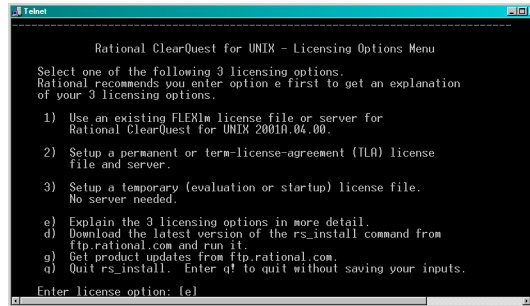 Telnet
Rational ClearQuest for UNIX - Licensing Options Menu
Select one of the following 3 licensing options.
Rational recommends you enter option e first to get an explanation
of your 3 licensing options.
1) Use an existing FLEXlm license file or server for
Rational ClearQuest for UNIX 2001A.04.00.
2) Setup a permanent or term-license-agreement (TLA) license
file and server.
3) Setup a temporary (evaluation or startup) license file.
No server needed.
e) Explain the 3 licensing options in more detail.
d) Download the latest version of the rs_install command from
ftp.rational.com and run it.
g) Get product updates from ftp.rational.com.
q) Quit rs_install. Enter q! to quit without saving your inputs.
Enter license option: [e]